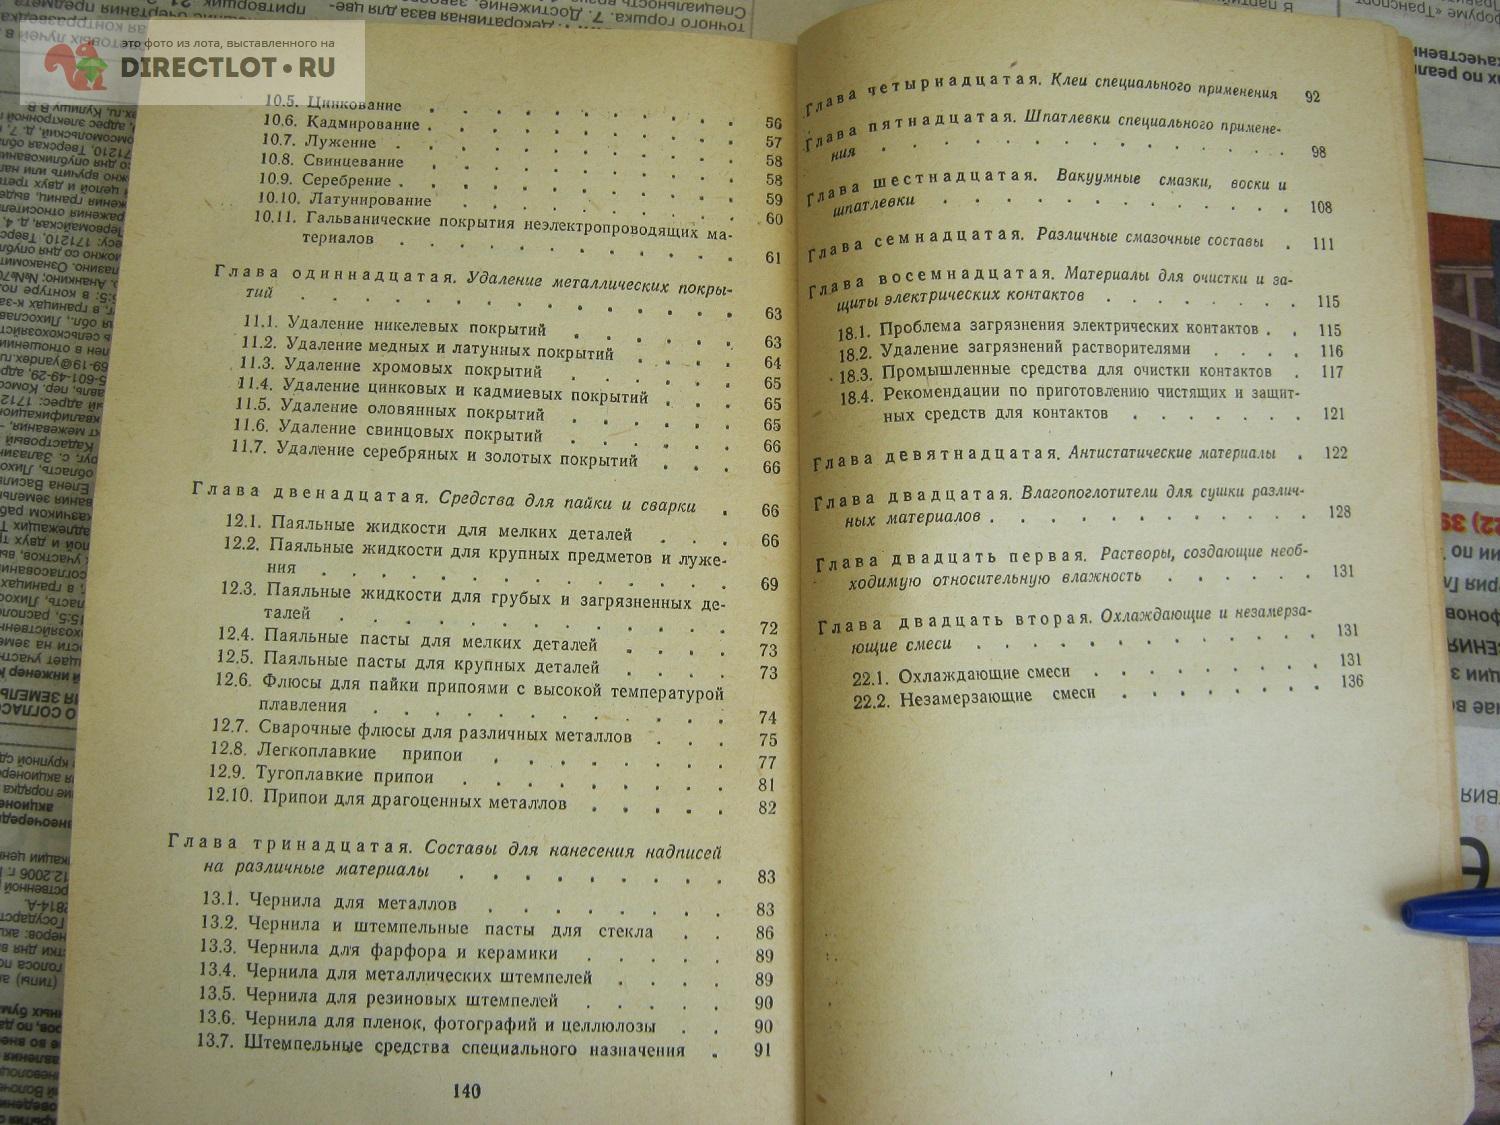 это фото из лота, выставленного на
DIRECTLOT.RU
10.5. Цинкование . . . . . . . . . 56
10.6. Кадмирование . . . . . . . . . 57
10.7. Лужение . . . . . . . . . 58
10.8. Свинцевание . . . . . . . . . 58
10.9. Серебрение . . . . . . . . . 59
10.10. Латунирование . . . . . . . . . 60
10.11. Гальванические покрытия неэлектропроводящих ма-
териалов . . . . . . . . . 61
Глава одиннадцатая. Удаление металлических покры-
тий . . . . . . . . . 63
11.1. Удаление никелевых покрытий . . . . . 63
11.2. Удаление медных и латунных покрытий . . . . 64
11.3. Удаление хромовых покрытий . . . . . 65
11.4. Удаление цинковых и кадмиевых покрытий . . . 65
11.5. Удаление оловянных покрытий . . . . . 65
11.6. Удаление свинцовых покрытий . . . . . 66
11.7. Удаление серебряных и золотых покрытий . . . 66
Глава двенадцатая. Средства для пайки и сварки . 66
12.1. Паяльные жидкости для мелких деталей . . . 66
12.2. Паяльные жидкости для крупных предметов и луже-
ния . . . . . . . . . 69
12.3. Паяльные жидкости для грубых и загрязненных де-
талей . . . . . . . . . 72
12.4. Паяльные пасты для мелких деталей . . . . 73
12.5. Паяльные пасты для крупных деталей . . . . 73
12.6. Флюсы для пайки припоями с высокой температурой
плавления . . . . . . . . . 74
12.7. Сварочные флюсы для различных металлов . . . 75
12.8. Легкоплавкие припои . . . . . . . 77
12.9. Тугоплавкие припои . . . . . . . 81
12.10. Припои для драгоценных металлов . . . . 82
Глава тринадцатая. Составы для нанесения надписей
на различные материалы . . . . . . . . 83
13.1. Чернила для металлов . . . . . . . 83
13.2. Чернила и штемпельные пасты для стекла . . 86
13.3. Чернила для фарфора и керамики . . . . 89
13.4. Чернила для металлических штемпелей . . . . 89
13.5. Чернила для резиновых штемпелей . . . . 90
13.6. Чернила для пленок, фотографий и целлюлозы . . 90
13.7. Штемпельные средства специального назначения . 91
140
Глава четырнадцатая. Клеи специального применения 92
Глава пятнадцатая. Шпатлевки специального примене-
ния . . . . . . . . . 98
Глава шестнадцатая. Вакуумные смазки, воски и
шпатлевки . . . . . . . . . 108
Глава семнадцатая. Различные смазочные составы . 111
Глава восемнадцатая. Материалы для очистки и за-
щиты электрических контактов . . . . . . . 115
18.1. Проблема загрязнения электрических контактов . . 115
18.2. Удаление загрязнений растворителями . . . . 116
18.3. Промышленные средства для очистки контактов . 117
18.4. Рекомендации по приготовлению чистящих и защит-
ных средств для контактов . . . . . . 121
Глава девятнадцатая. Антистатические материалы . 122
Глава двадцатая. Влагопоглотители для сушки различ-
ных материалов . . . . . . . . . 128
Глава двадцать первая. Растворы, создающие необ-
ходимую относительную влажность . . . . . . 131
Глава двадцать вторая. Охлаждающие и незамерза-
ющие смеси . . . . . . . . . 131
22.1. Охлаждающие смеси . . . . . . . . 131
22.2. Незамерзающие смеси . . . . . . . . 136